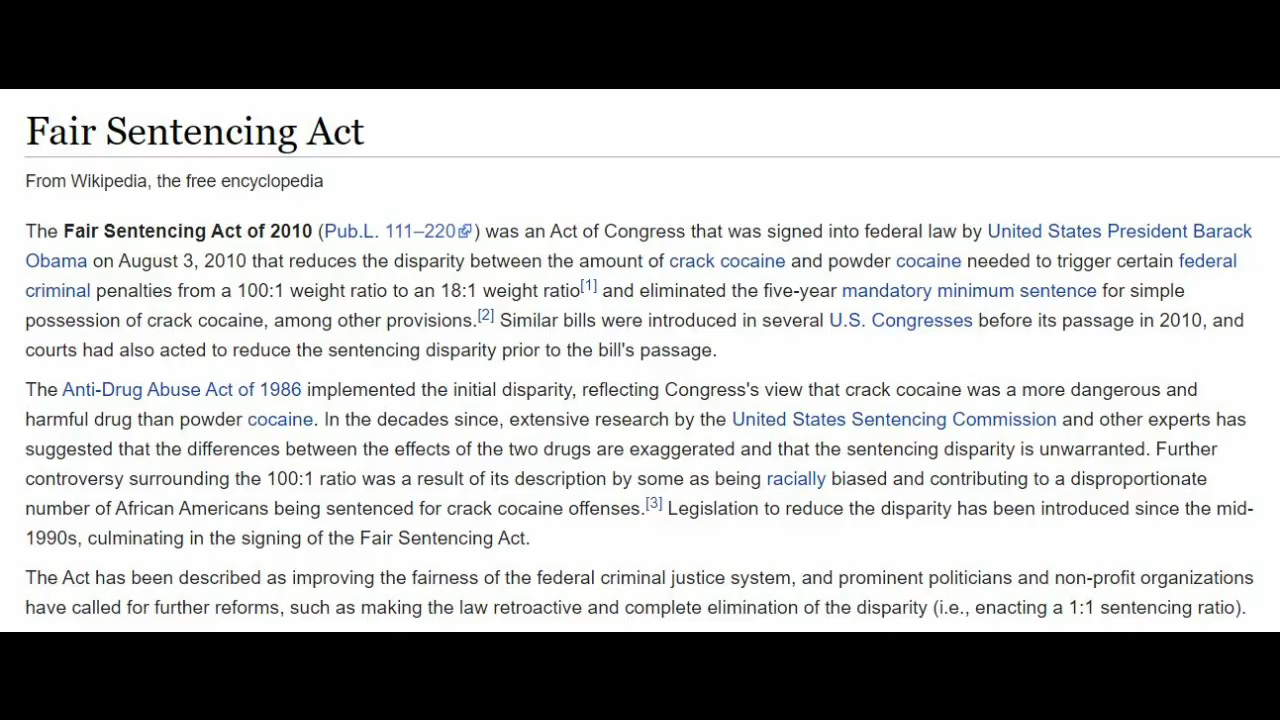 Fair Sentencing Act
From Wikipedia, the free encyclopedia
The Fair Sentencing Act of 2010 (Pub.L. 111–220) was an Act of Congress that was signed into federal law by United States President Barack
Obama on August 3, 2010 that reduces the disparity between the amount of crack cocaine and powder cocaine needed to trigger certain federal
criminal penalties from a 100:1 weight ratio to an 18:1 weight ratio[1] and eliminated the five-year mandatory minimum sentence for simple
possession of crack cocaine, among other provisions.[2] Similar bills were introduced in several U.S. Congresses before its passage in 2010, and
courts had also acted to reduce the sentencing disparity prior to the bill's passage.
The Anti-Drug Abuse Act of 1986 implemented the initial disparity, reflecting Congress's view that crack cocaine was a more dangerous and
harmful drug than powder cocaine. In the decades since, extensive research by the United States Sentencing Commission and other experts has
suggested that the differences between the effects of the two drugs are exaggerated and that the sentencing disparity is unwarranted. Further
controversy surrounding the 100:1 ratio was a result of its description by some as being racially biased and contributing to a disproportionate
number of African Americans being sentenced for crack cocaine offenses.[3] Legislation to reduce the disparity has been introduced since the mid-
1990s, culminating in the signing of the Fair Sentencing Act.
The Act has been described as improving the fairness of the federal criminal justice system, and prominent politicians and non-profit organizations
have called for further reforms, such as making the law retroactive and complete elimination of the disparity (i.e., enacting a 1:1 sentencing ratio).